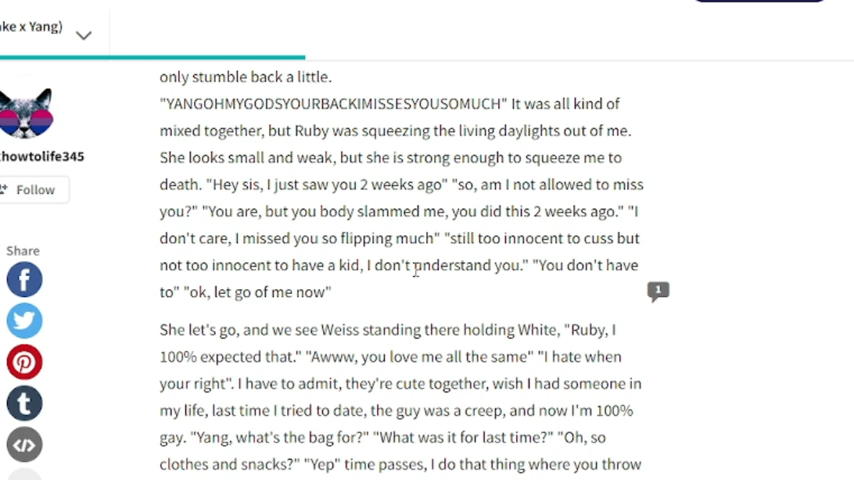 ke x Yang)
only stumble back a little.
"YANGOHMYGODSYOURBACKIMISSESYOUSOMUCH" It was all kind of
mixed together, but Ruby was squeezing the living daylights out of me.
She looks small and weak, but she is strong enough to squeeze me to
death. "Hey sis, I just saw you 2 weeks ago" "so, am I not allowed to miss
you?" "You are, but you body slammed me, you did this 2 weeks ago." "I
don't care, I missed you so flipping much" "still too innocent to cuss but
not too innocent to have a kid, I don't understand you." "You don't have
to" "ok, let go of me now"
1
She let's go, and we see Weiss standing there holding White, "Ruby, I
100% expected that." "Awww, you love me all the same" "I hate when
your right". I have to admit, they're cute together, wish I had someone in
my life, last time I tried to date, the guy was a creep, and now I'm 100%
gay. "Yang, what's the bag for?" "What was it for last time?" "Oh, so
clothes and snacks?" "Yep" time passes, I do that thing where you throw
howtolife345
Follow
Share